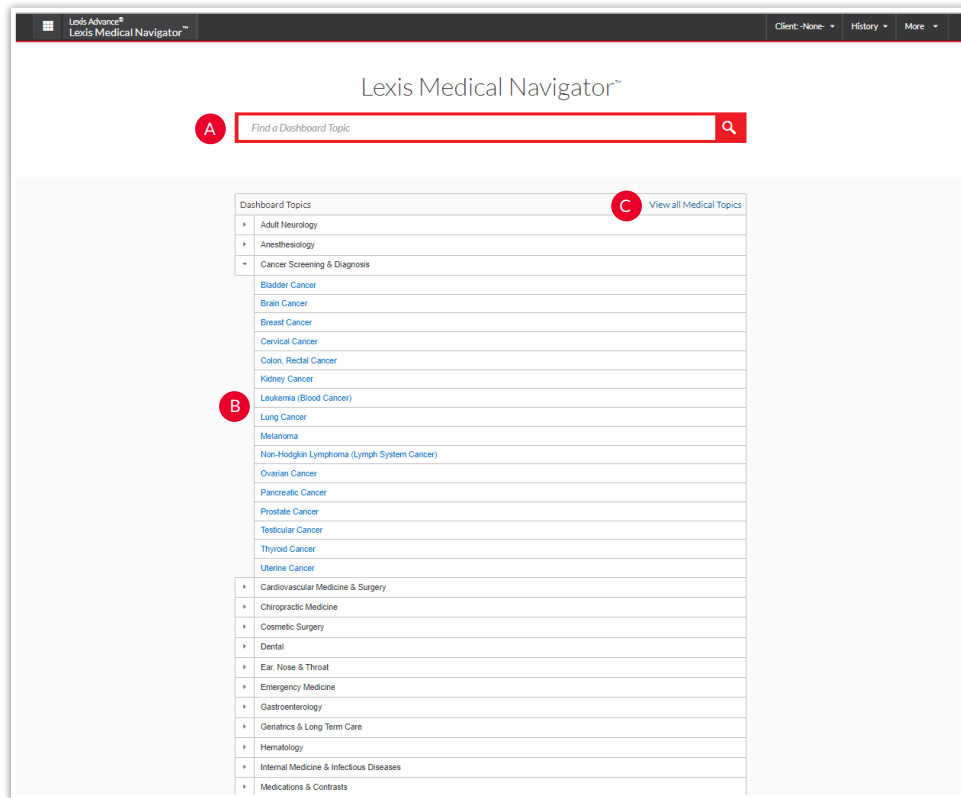 Lexis Advance®
Lexis Medical Navigator™
Client: -None- History More
Lexis Medical Navigator™
A Find a Dashboard Topic
Dashboard Topics C View all Medical Topics
Adult Neurology
Anesthesiology
Cancer Screening & Diagnosis
Bladder Cancer
Brain Cancer
Breast Cancer
Cervical Cancer
Colon, Rectal Cancer
Kidney Cancer
Leukemia (Blood Cancer)
B
Lung Cancer
Melanoma
Non-Hodgkin Lymphoma (Lymph System Cancer)
Ovarian Cancer
Pancreatic Cancer
Prostate Cancer
Testicular Cancer
Thyroid Cancer
Uterine Cancer
Cardiovascular Medicine & Surgery
Chiropractic Medicine
Cosmetic Surgery
Dental
Ear, Nose & Throat
Emergency Medicine
Gastroenterology
Geriatrics & Long Term Care
Hematology
Internal Medicine & Infectious Diseases
Medications & Contrasts